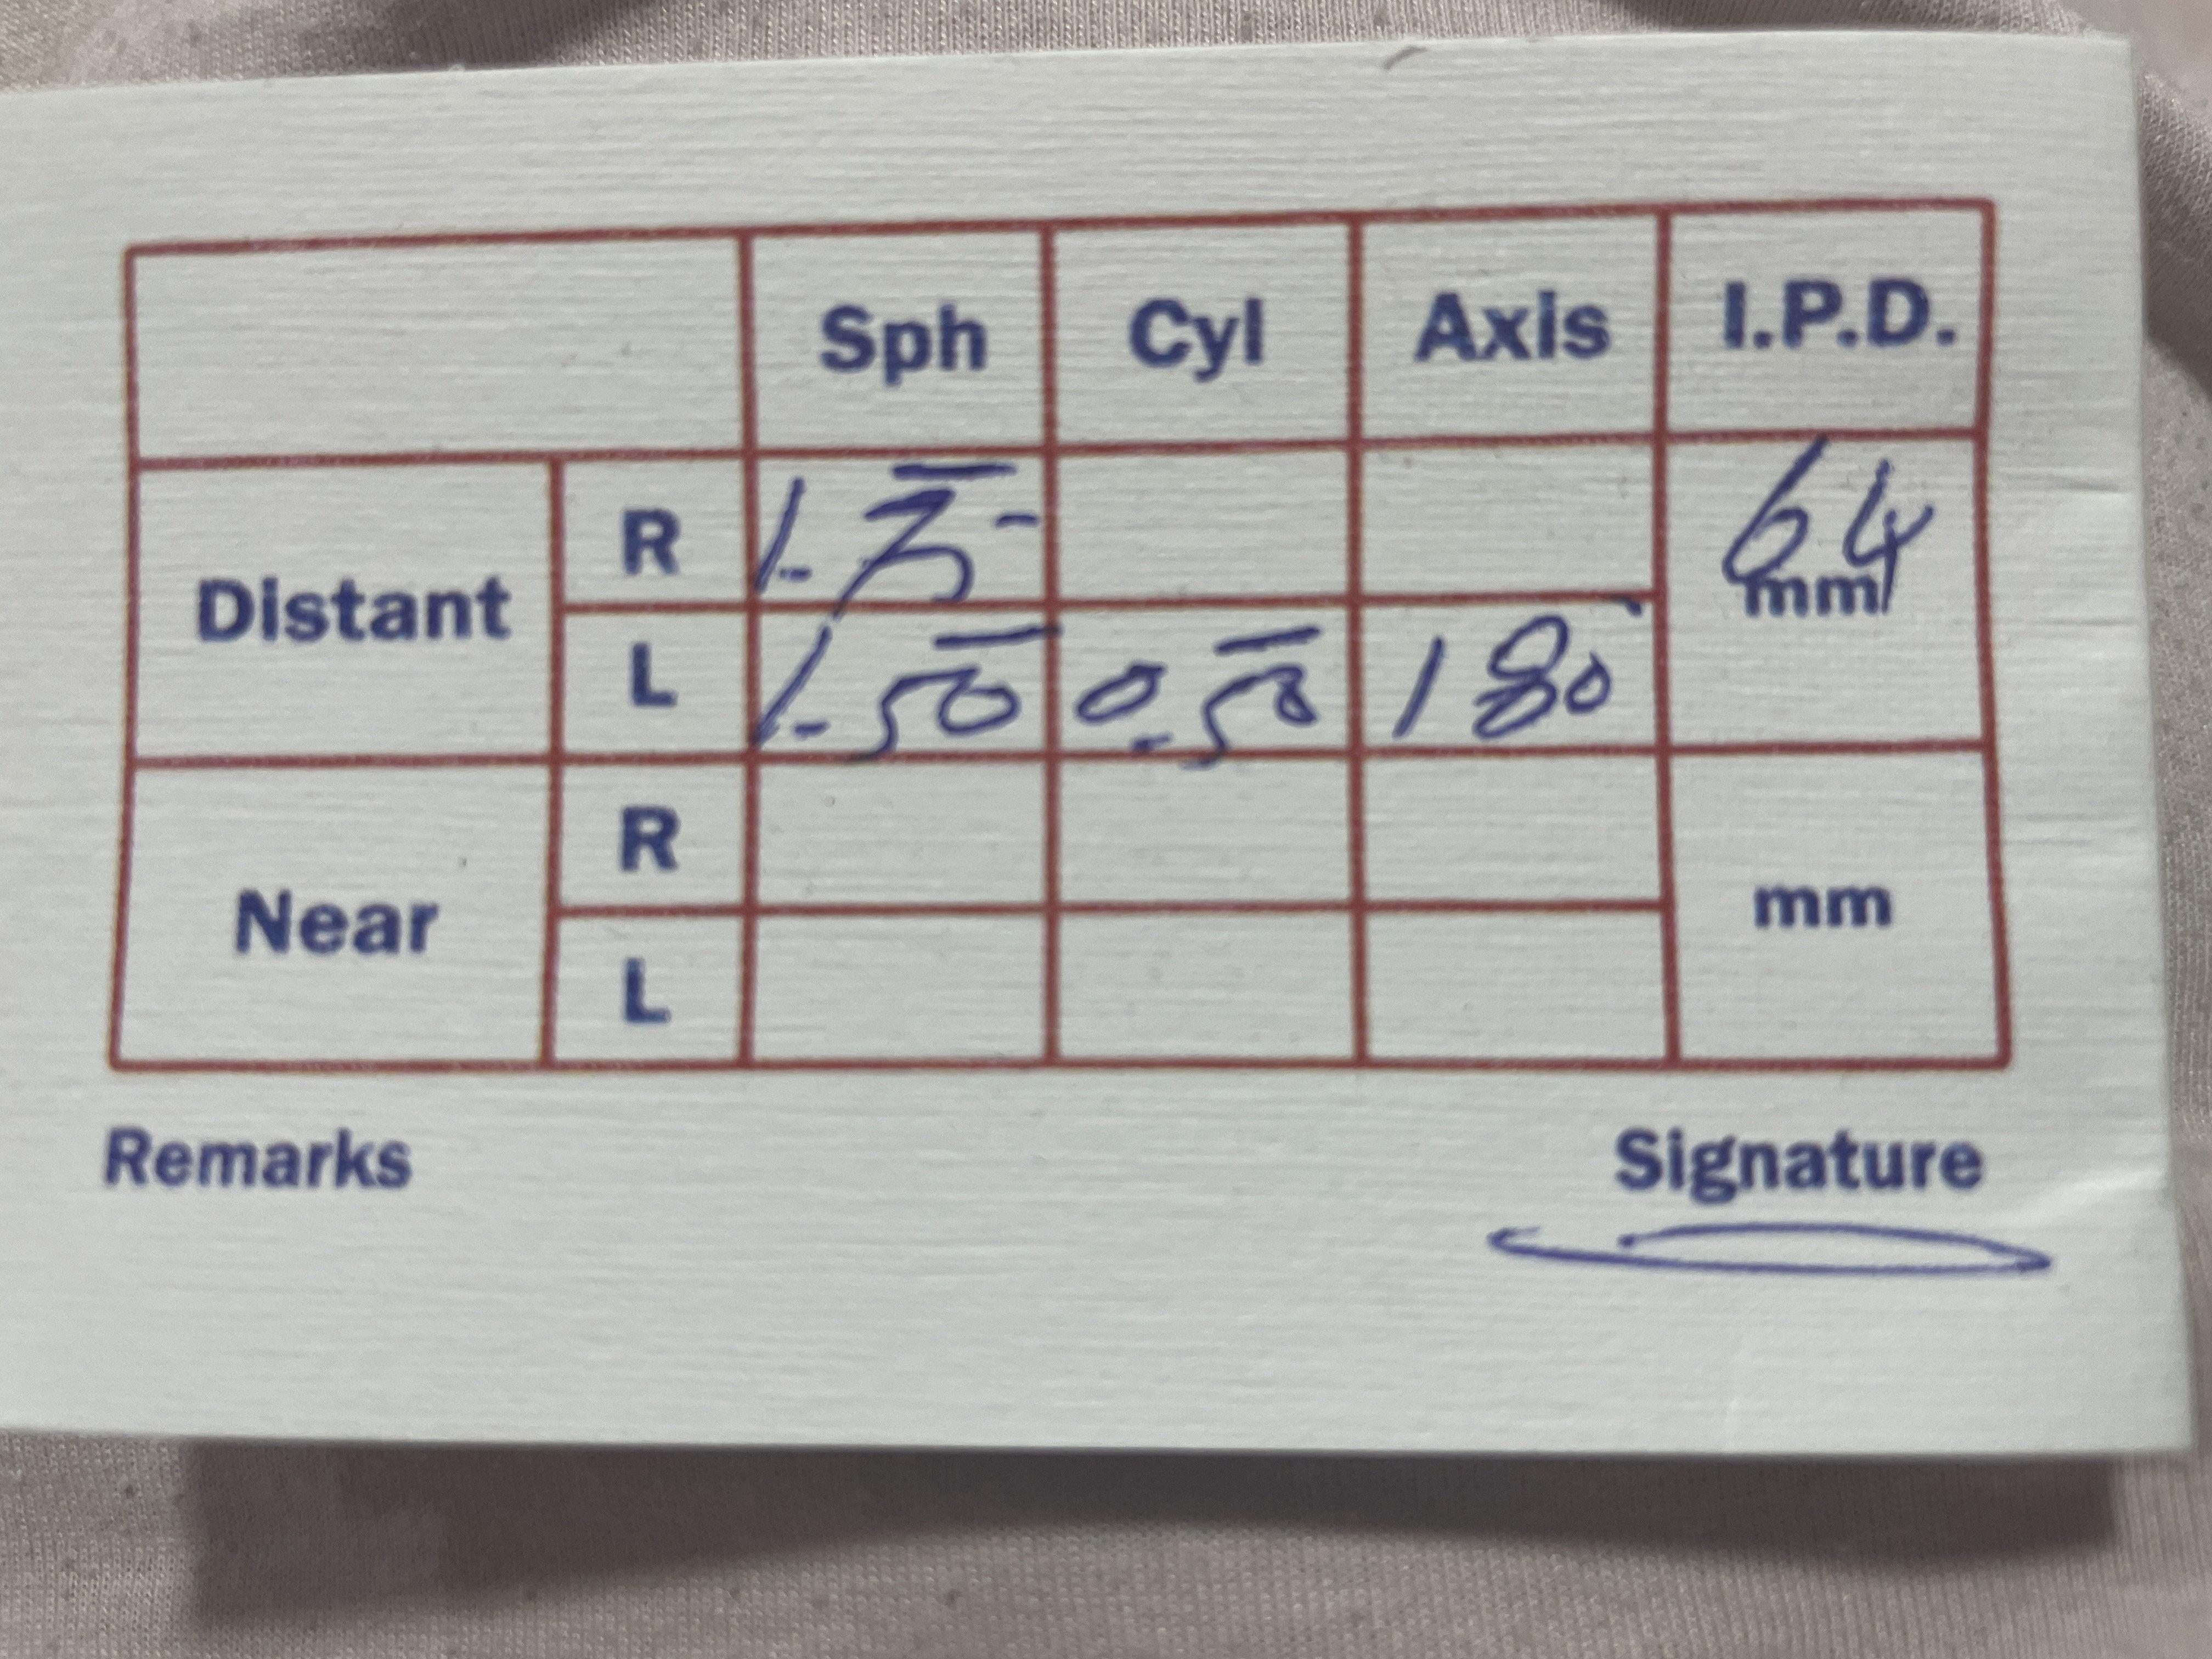 Sph Cyl Axis I.P.D.
Distant R 1.75 64 mm
L 1.50 0.50 180
Near R mm
L
Remarks Signature